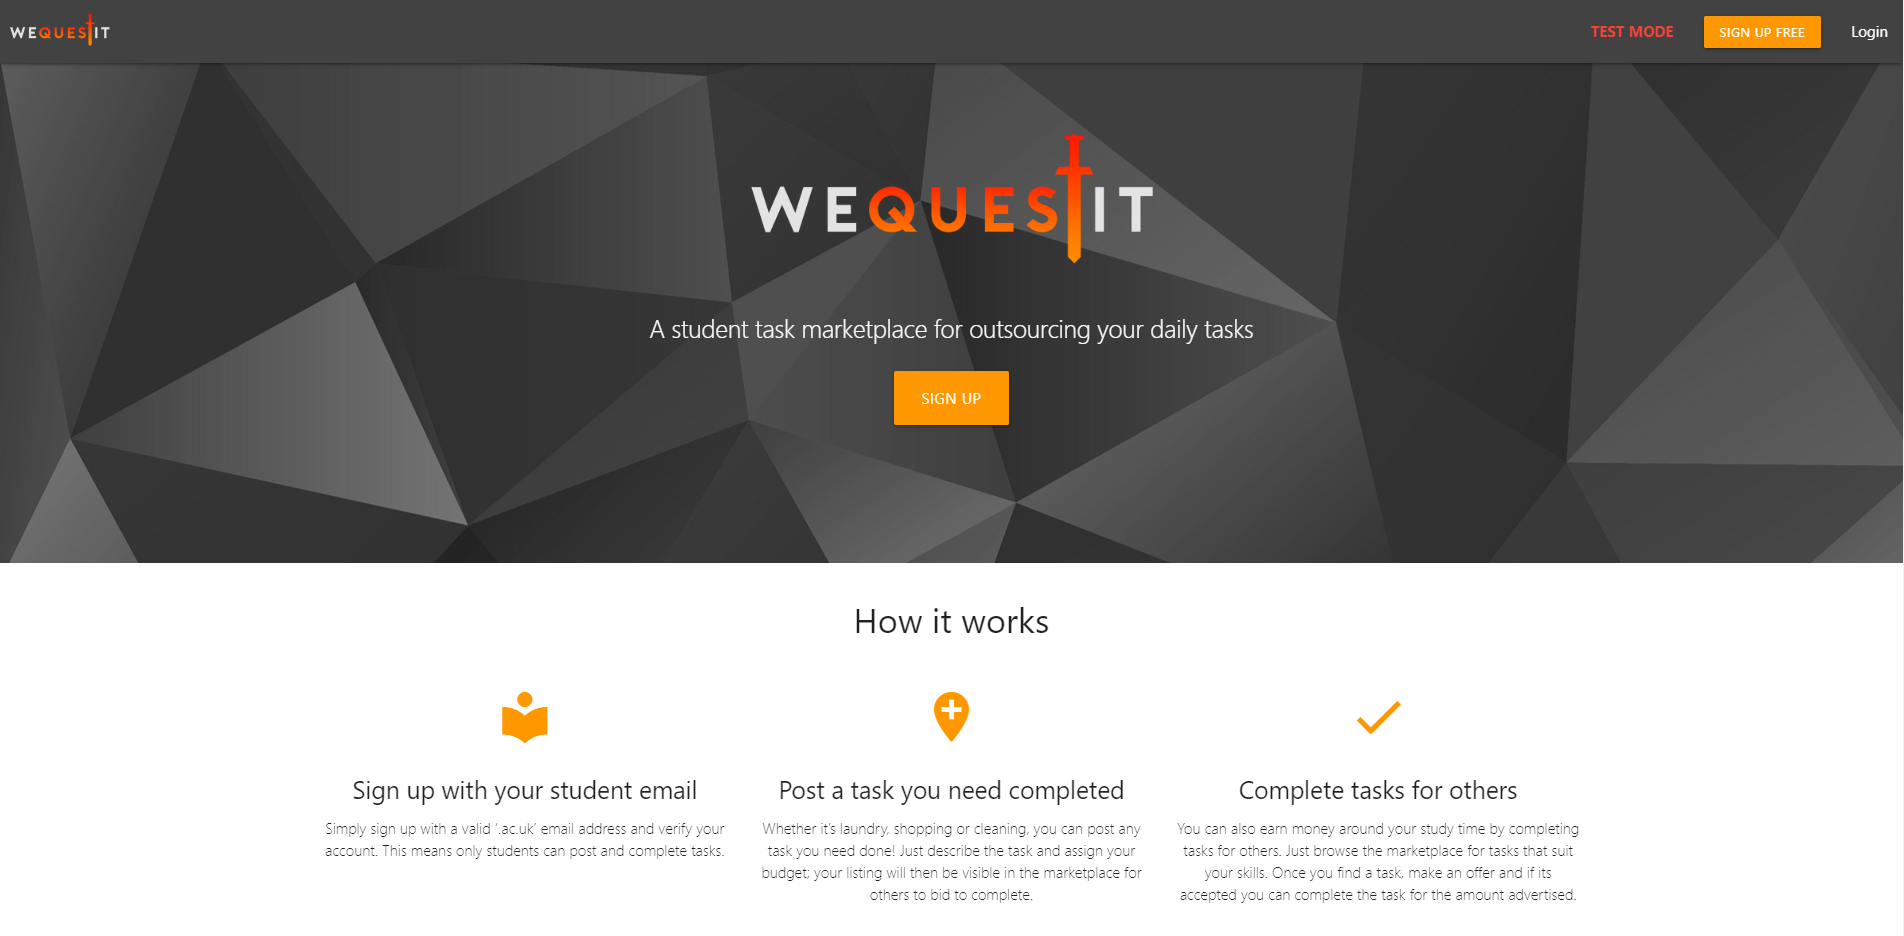 WEQUESTIT
TEST MODE
SIGN UP FREE
Login
WEQUESTIT
A student task marketplace for outsourcing your daily tasks
SIGN UP
How it works
Sign up with your student email
Simply sign up with a valid ‘.ac.uk’ email address and verify your
account. This means only students can post and complete tasks.
Post a task you need completed
Whether it’s laundry, shopping or cleaning, you can post any
task you need done! Just describe the task and assign your
budget; your listing will then be visible in the marketplace for
others to bid to complete.
Complete tasks for others
You can also earn money around your study time by completing
tasks for others. Just browse the marketplace for tasks that suit
your skills. Once you find a task, make an offer and if its
accepted you can complete the task for the amount advertised.